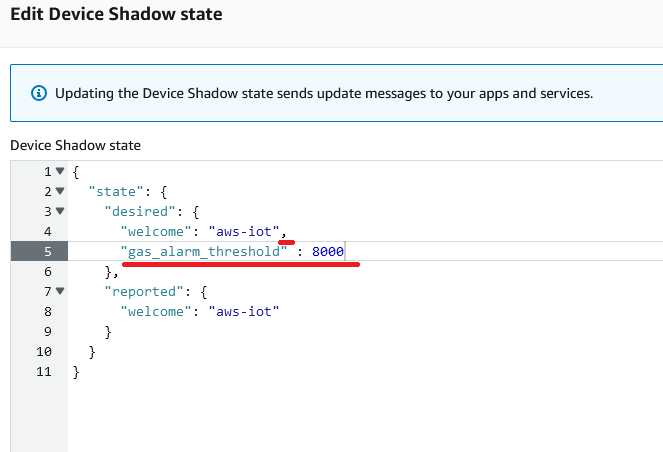 Edit Device Shadow state
Updating the Device Shadow state sends update messages to your apps and services.
Device Shadow state
1 {
2 "state": {
3 "desired": {
4 "welcome": "aws-iot",
5 "gas_alarm_threshold" : 8000
6 },
7 "reported": {
8 "welcome": "aws-iot"
9 }
10 }
11 }